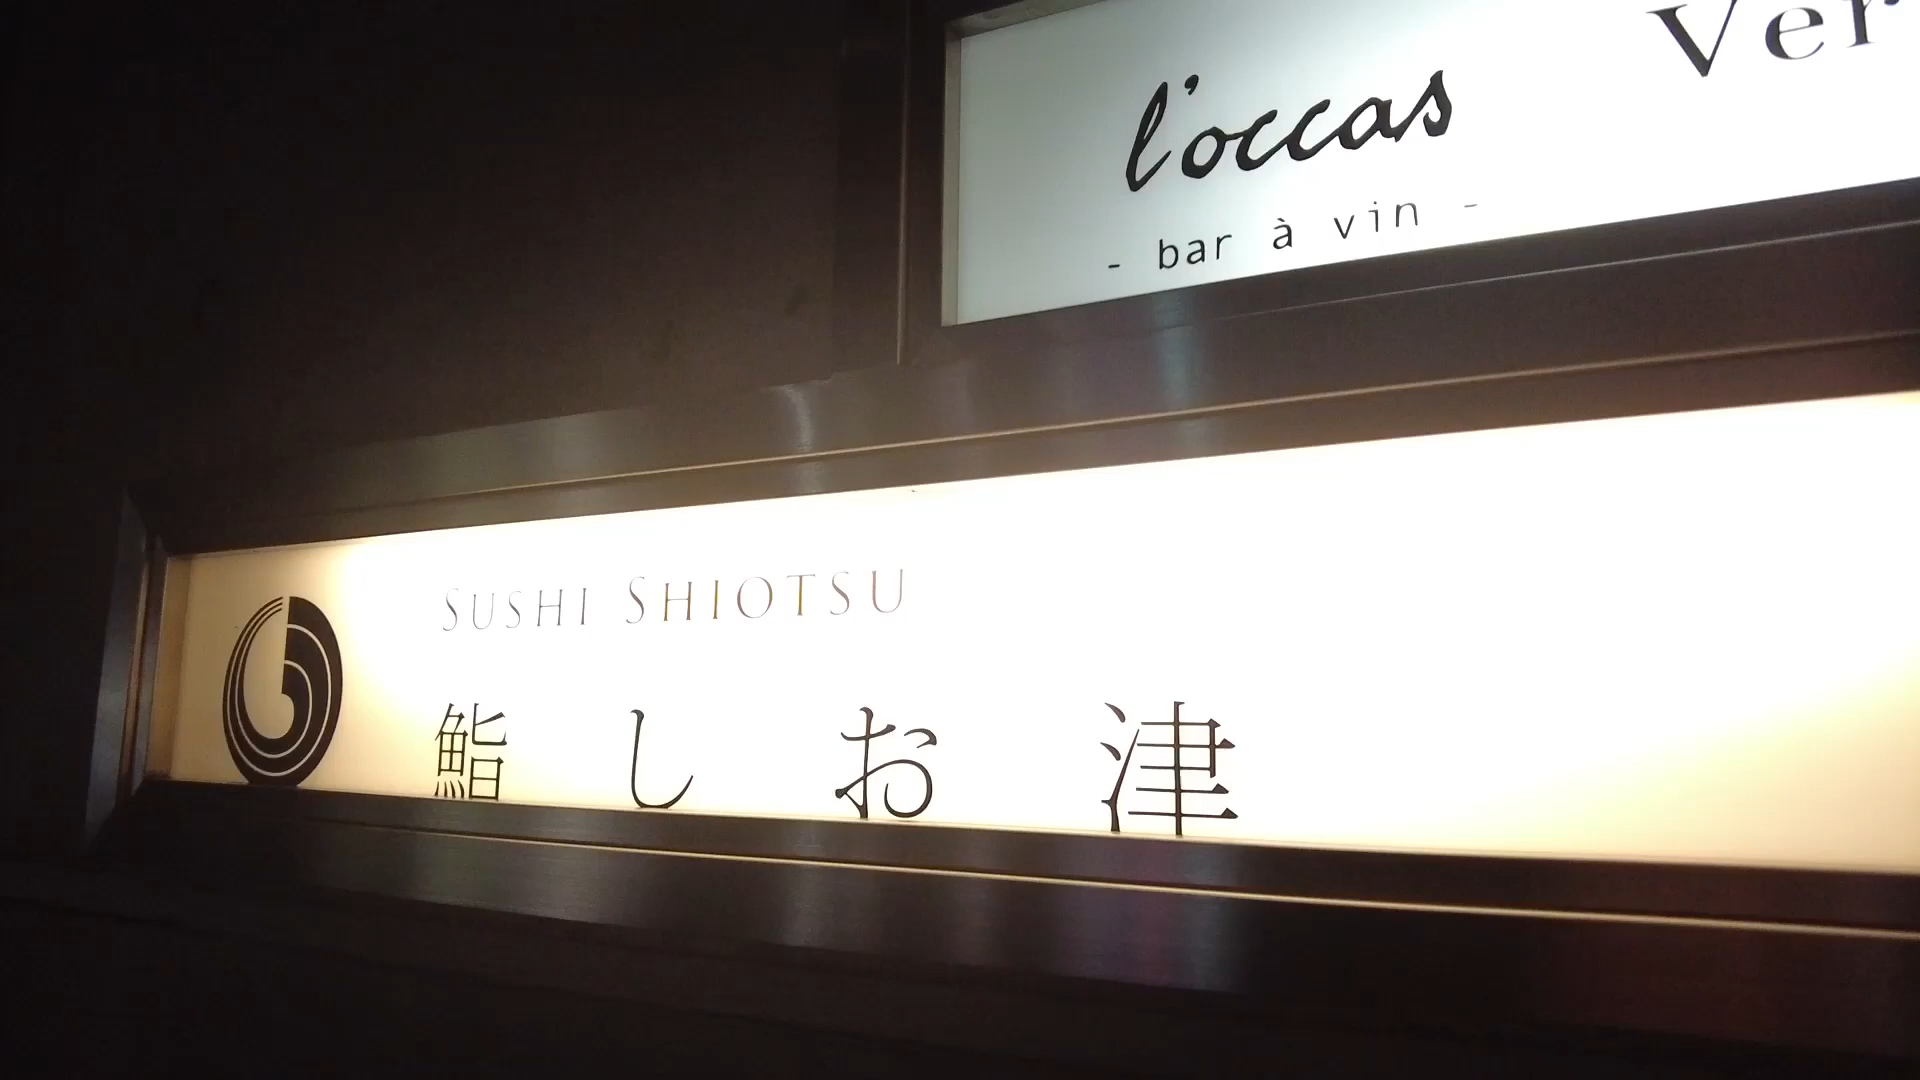 l'occas
- bar à vin -
Ver
SUSHI SHIOTSU
鮨 しお津